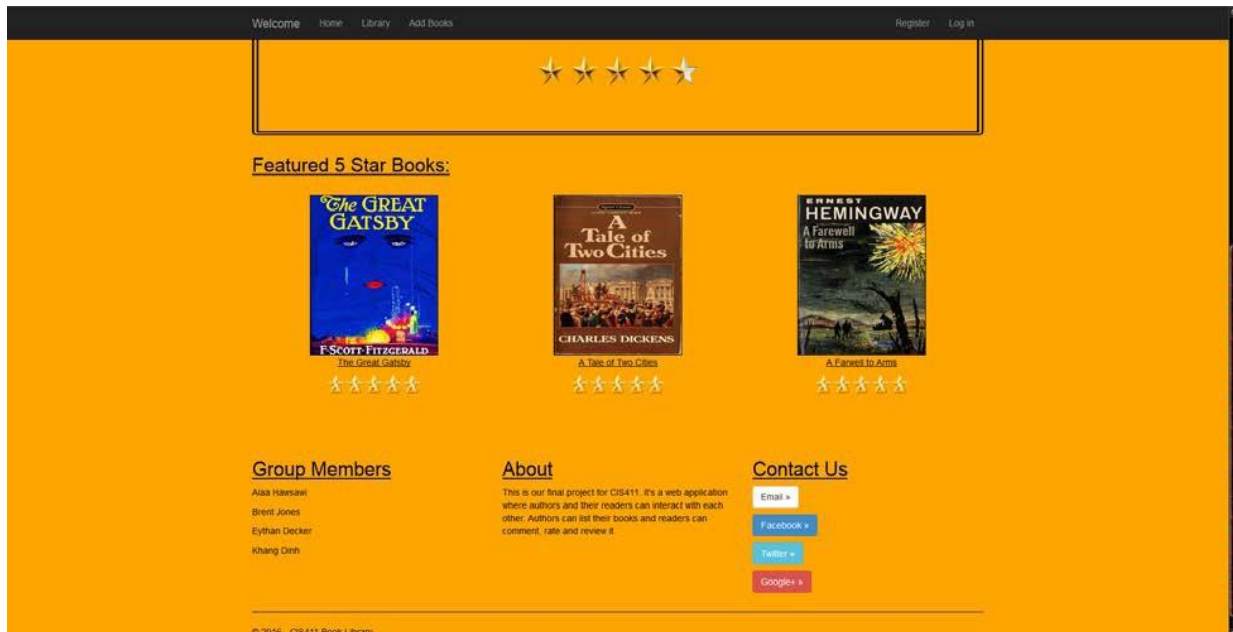 Welcome Home Library Add Books Register Log in
Featured 5 Star Books:
The GREAT
GATSBY
F·SCOTT·FITZGERALD
The Great Gatsby
A
Tale of
Two Cities
CHARLES DICKENS
A Tale of Two Cities
ERNEST
HEMINGWAY
A Farewell
to Arms
A Farwell to Arms
Group Members
Alaa Hawsawi
Brent Jones
Eythan Decker
Khang Dinh
About
This is our final project for CIS411. It's a web application
where authors and their readers can interact with each
other. Authors can list their books and readers can
comment, rate and review it
Contact Us
Email »
Facebook »
Twitter »
Google+ »
© 2016 - CIS411 Book Library